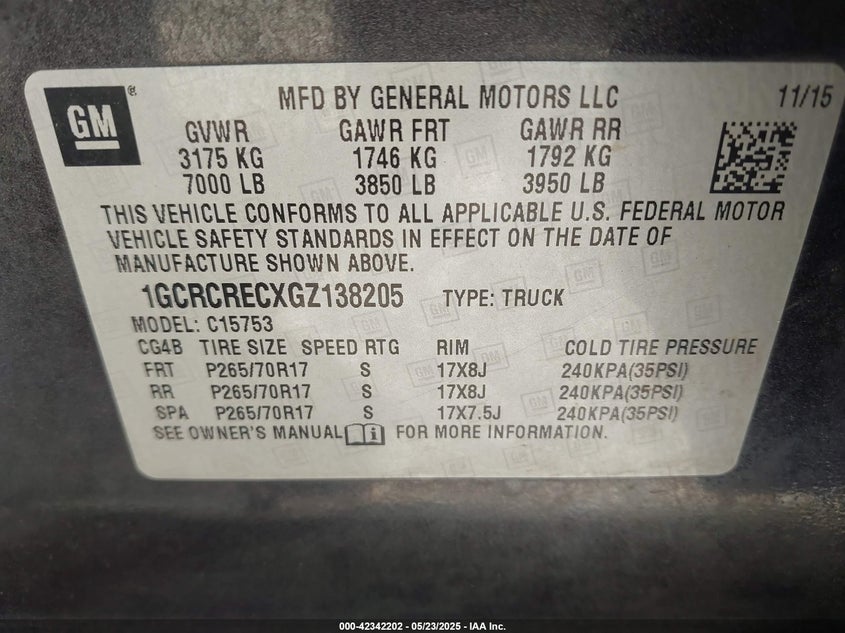 GM ®
MFD BY GENERAL MOTORS LLC 11/15
GVWR GAWR FRT GAWR RR
3175 KG 1746 KG 1792 KG
7000 LB 3850 LB 3950 LB
THIS VEHICLE CONFORMS TO ALL APPLICABLE U.S. FEDERAL MOTOR
VEHICLE SAFETY STANDARDS IN EFFECT ON THE DATE OF
MANUFACTURE SHOWN ABOVE.
1GCRCRECXGZ138205 TYPE: TRUCK
MODEL: C15753
CG4B TIRE SIZE SPEED RTG RIM COLD TIRE PRESSURE
FRT P265/70R17 S 17X8J 240KPA(35PSI)
RR P265/70R17 S 17X8J 240KPA(35PSI)
SPA P265/70R17 S 17X7.5J 240KPA(35PSI)
SEE OWNER'S MANUAL FOR MORE INFORMATION.
000-42342202 - 05/23/2025 - IAA Inc.